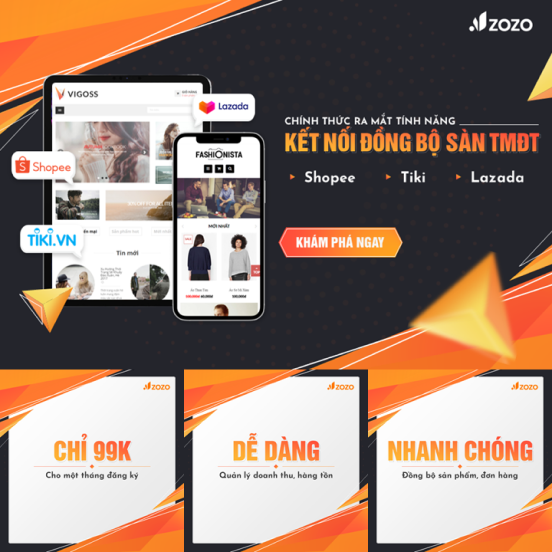 ZOZO
VIGOSS
Lazada
FASHIONISTA
Shopee
TIKI.VN
MỚI NHẤT
Tin mới
CHÍNH THỨC RA MẮT TÍNH NĂNG
KẾT NỐI ĐỒNG BỘ SÀN TMĐT
Shopee Tiki Lazada
KHÁM PHÁ NGAY
ZOZO
CHỈ 99K
Cho một tháng đăng ký
ZOZO
DỄ DÀNG
Quản lý doanh thu, hàng tồn
ZOZO
NHANH CHÓNG
Đồng bộ sản phẩm, đơn hàng